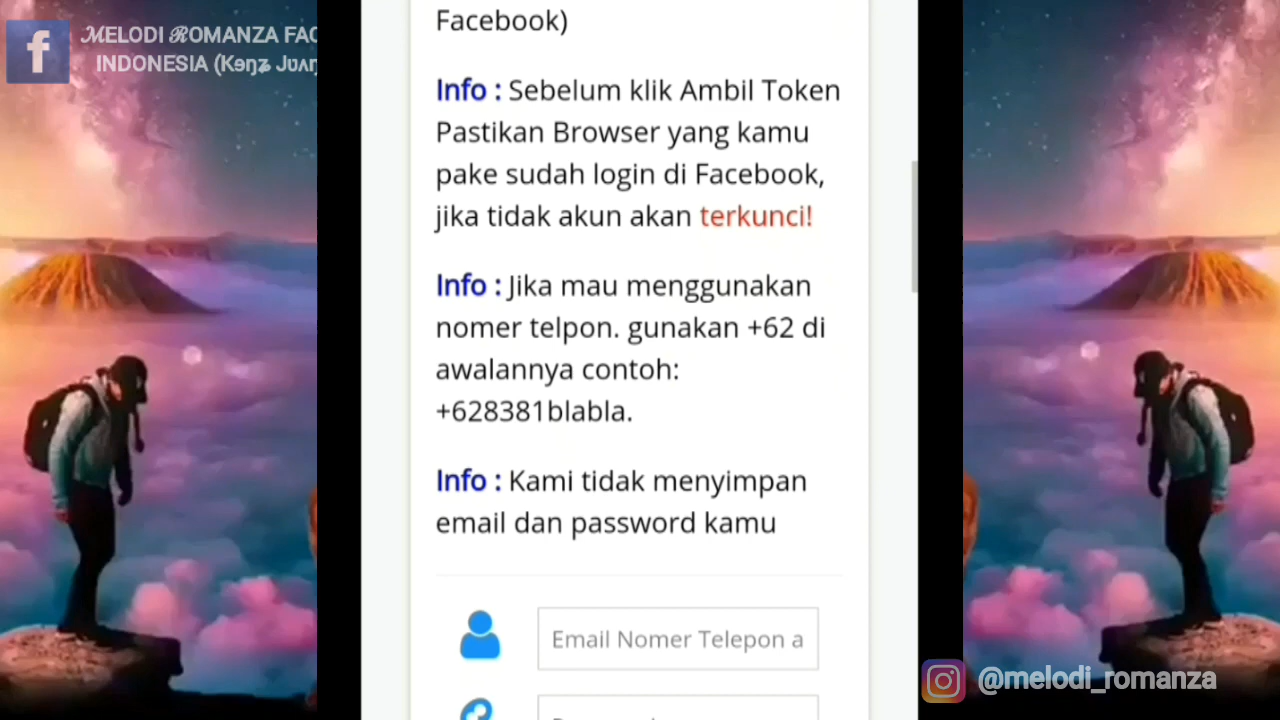 MELODI ROMANZA FAC
INDONESIA (Kɘŋʑ Jυʌŋ
Facebook)
Info : Sebelum klik Ambil Token
Pastikan Browser yang kamu
pake sudah login di Facebook,
jika tidak akun akan terkunci!
Info : Jika mau menggunakan
nomer telpon. gunakan +62 di
awalannya contoh:
+628381blabla.
Info : Kami tidak menyimpan
email dan password kamu
Email Nomer Telepon a
@melodi_romanza